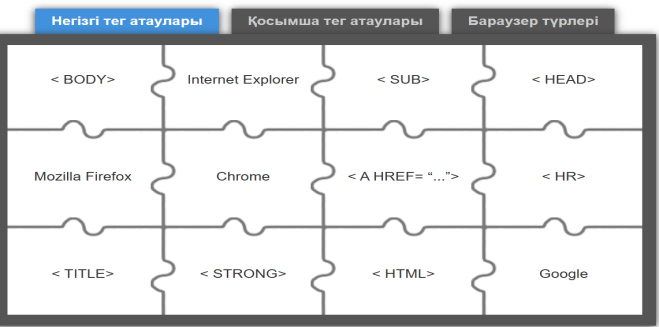 Негізгі тег атаулары
Қосымша тег атаулары
Бараузер түрлері
< BODY>
Internet Explorer
< SUB>
< HEAD>
Mozilla Firefox
Chrome
< A HREF= “...”>
< HR>
< TITLE>
< STRONG>
< HTML>
Google